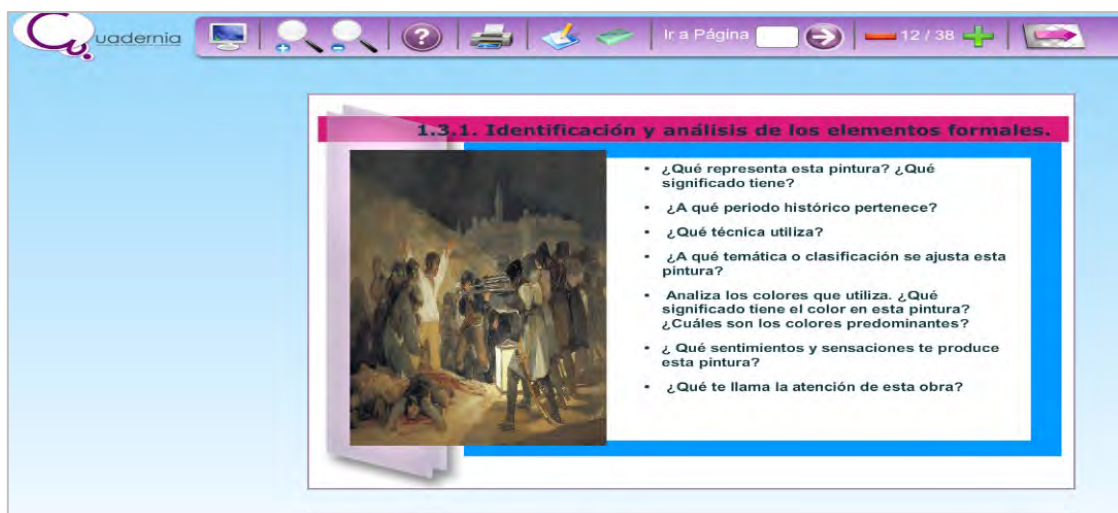 Cuadernia
Ir a Página
12 / 38
1.3.1. Identificación y análisis de los elementos formales.
• ¿Qué representa esta pintura? ¿Qué
significado tiene?
• ¿A qué periodo histórico pertenece?
• ¿Qué técnica utiliza?
• ¿A qué temática o clasificación se ajusta esta
pintura?
• Analiza los colores que utiliza. ¿Qué
significado tiene el color en esta pintura?
¿Cuáles son los colores predominantes?
• ¿ Qué sentimientos y sensaciones te produce
esta pintura?
• ¿Qué te llama la atención de esta obra?